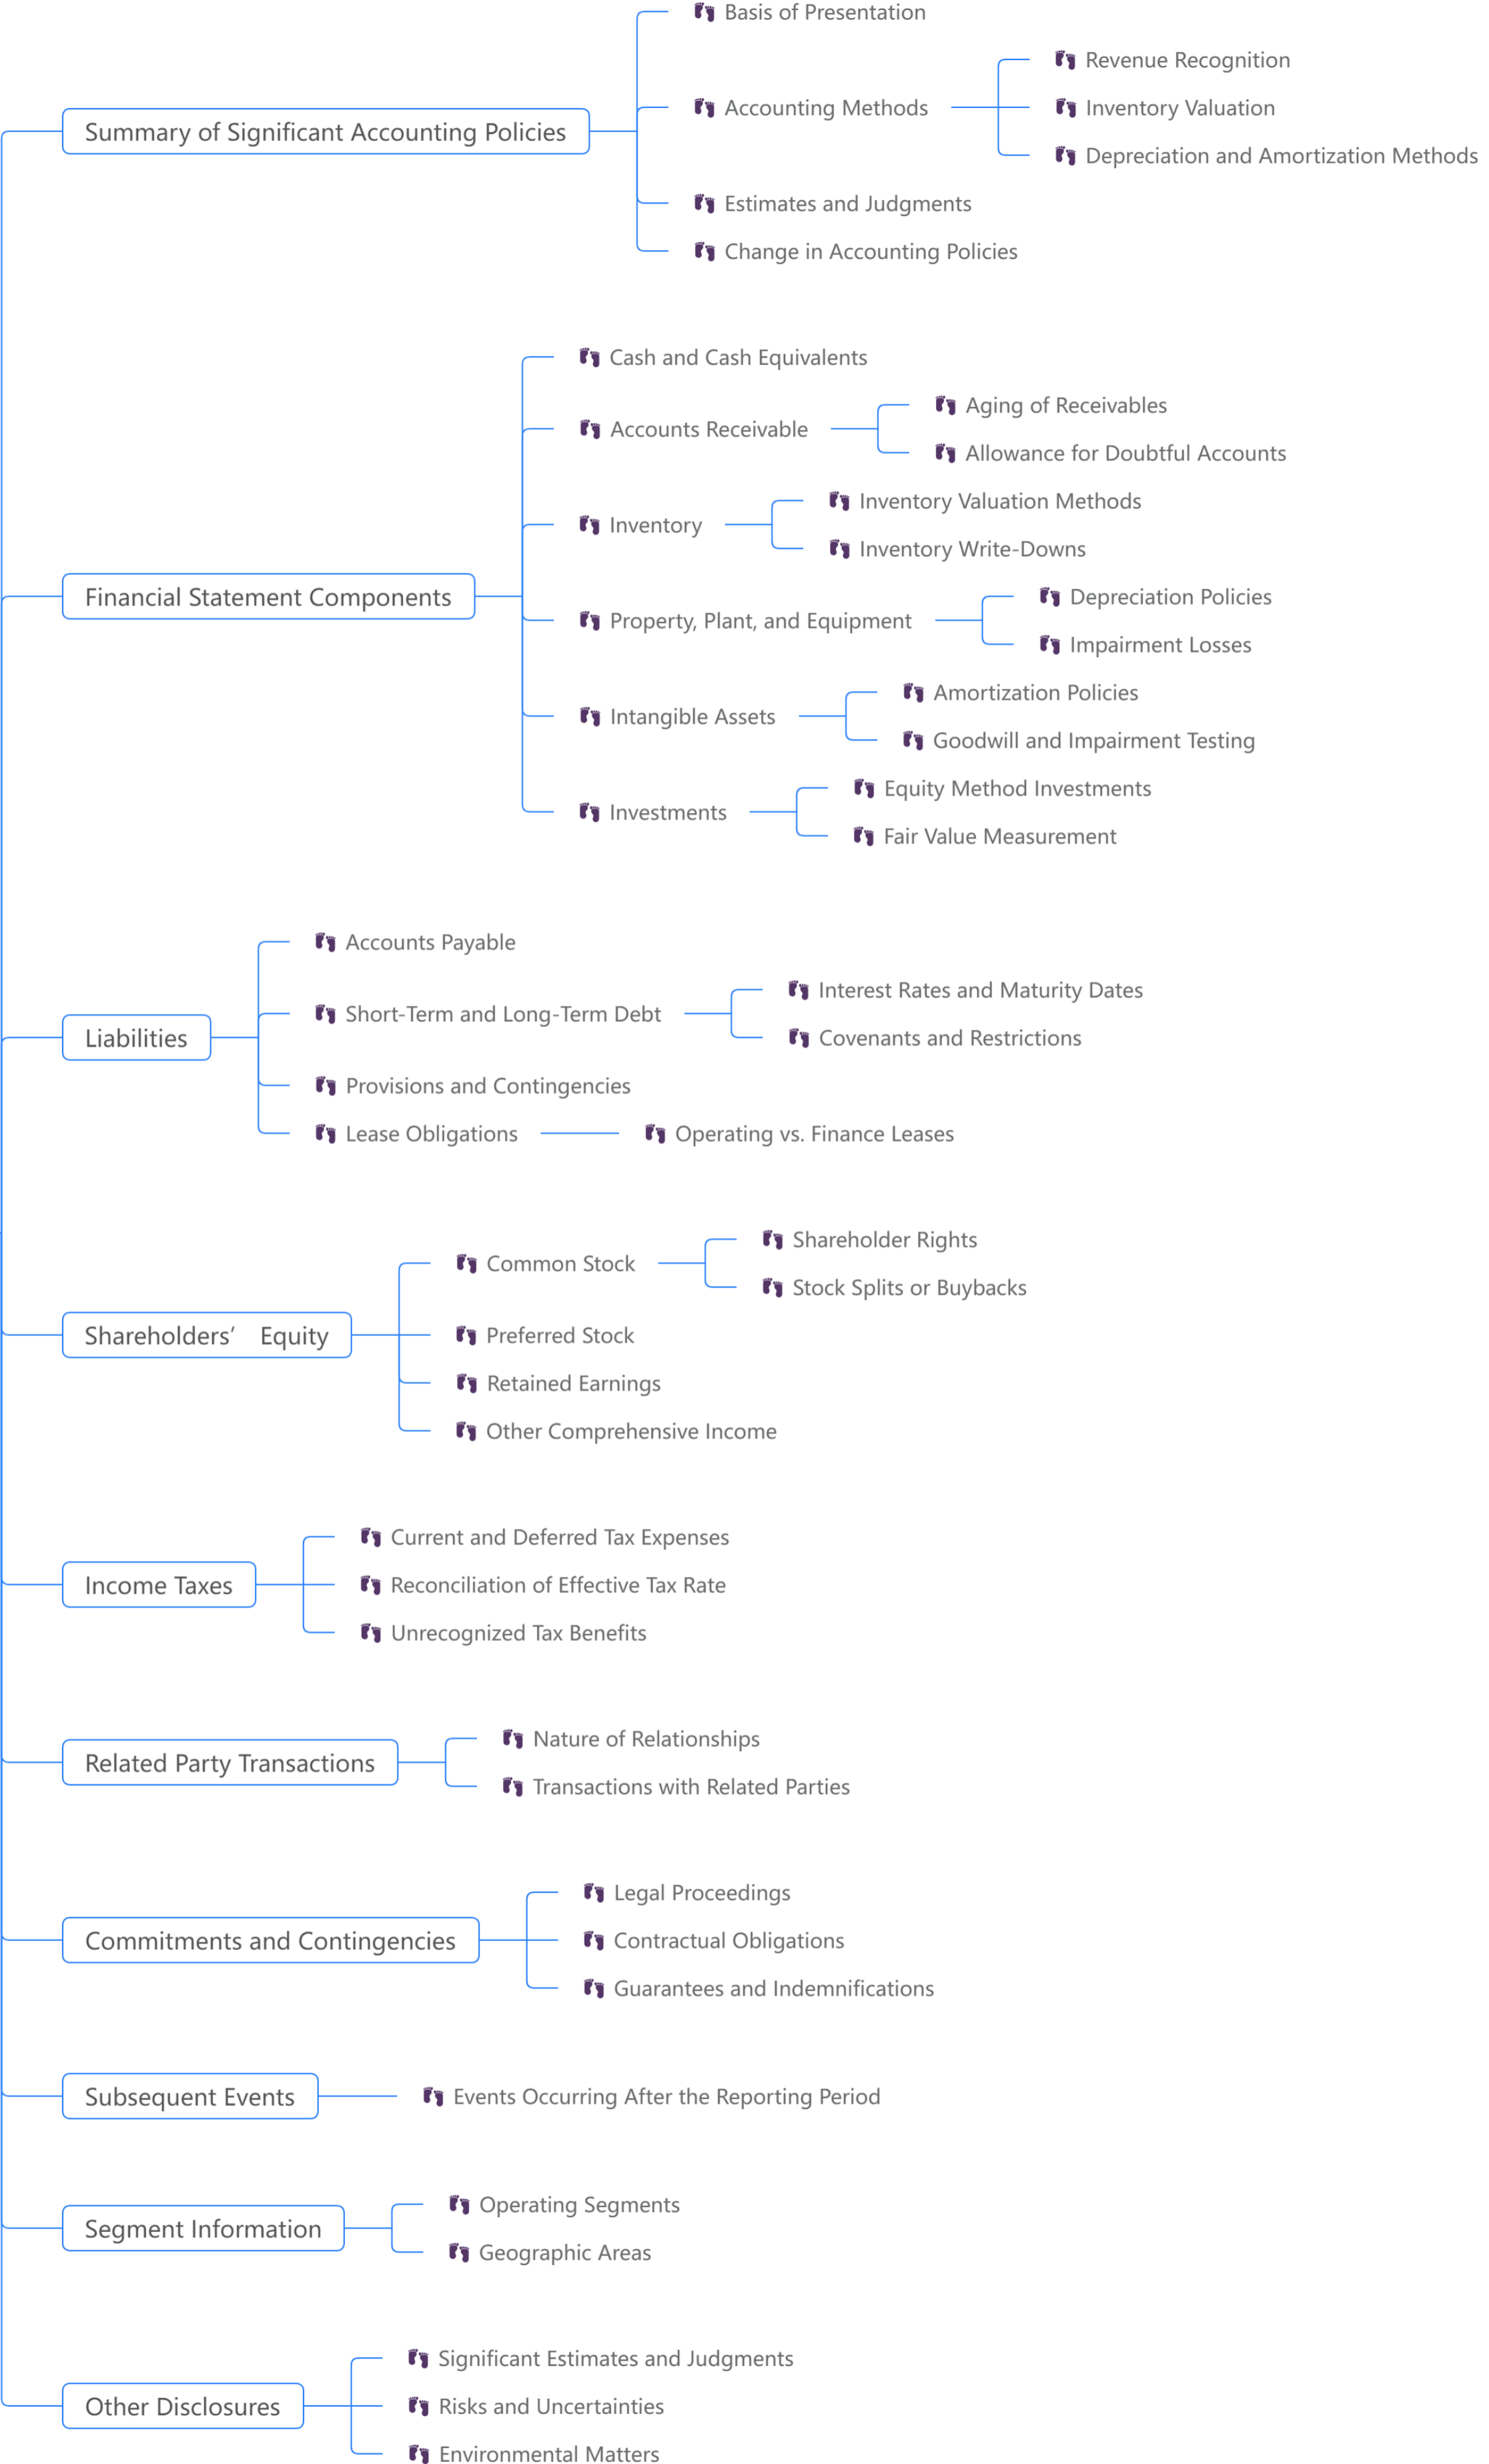 Summary of Significant Accounting Policies
Basis of Presentation
Accounting Methods
Revenue Recognition
Inventory Valuation
Depreciation and Amortization Methods
Estimates and Judgments
Change in Accounting Policies
Financial Statement Components
Cash and Cash Equivalents
Accounts Receivable
Aging of Receivables
Allowance for Doubtful Accounts
Inventory
Inventory Valuation Methods
Inventory Write-Downs
Property, Plant, and Equipment
Depreciation Policies
Impairment Losses
Intangible Assets
Amortization Policies
Goodwill and Impairment Testing
Investments
Equity Method Investments
Fair Value Measurement
Liabilities
Accounts Payable
Short-Term and Long-Term Debt
Interest Rates and Maturity Dates
Covenants and Restrictions
Provisions and Contingencies
Lease Obligations
Operating vs. Finance Leases
Shareholders’ Equity
Common Stock
Shareholder Rights
Stock Splits or Buybacks
Preferred Stock
Retained Earnings
Other Comprehensive Income
Income Taxes
Current and Deferred Tax Expenses
Reconciliation of Effective Tax Rate
Unrecognized Tax Benefits
Related Party Transactions
Nature of Relationships
Transactions with Related Parties
Commitments and Contingencies
Legal Proceedings
Contractual Obligations
Guarantees and Indemnifications
Subsequent Events
Events Occurring After the Reporting Period
Segment Information
Operating Segments
Geographic Areas
Other Disclosures
Significant Estimates and Judgments
Risks and Uncertainties
Environmental Matters